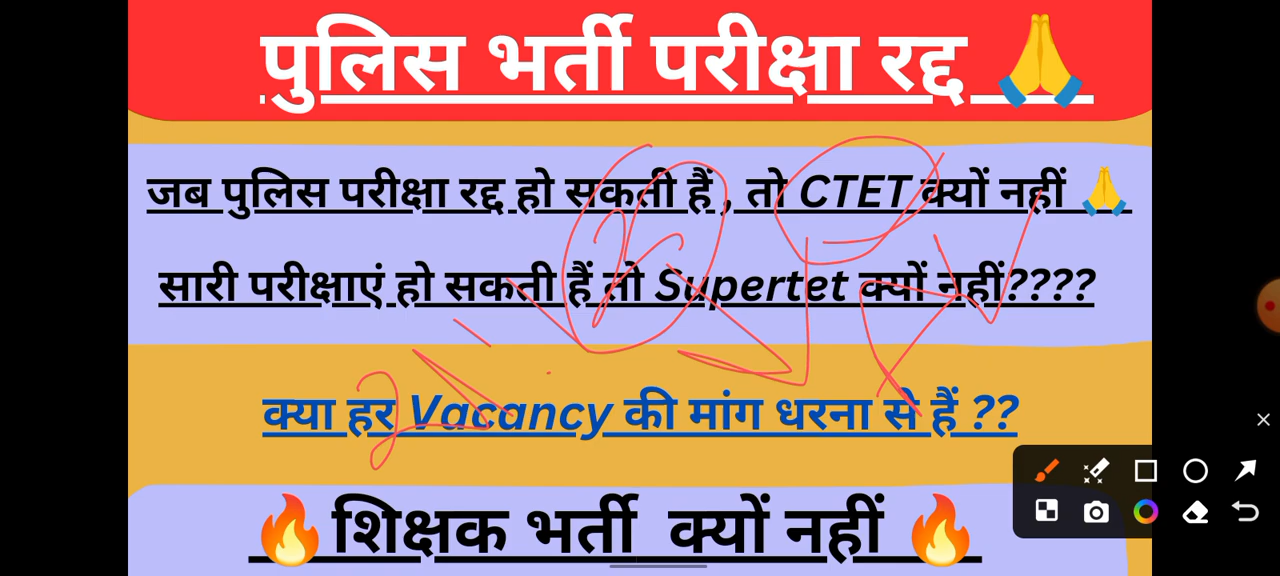 पुलिस भर्ती परीक्षा रद्द 🙏
जब पुलिस परीक्षा रद्द हो सकती हैं , तो CTET क्यों नहीं 🙏
सारी परीक्षाएं हो सकती हैं तो Supertet क्यों नहीं????
क्या हर Vacancy की मांग धरना से हैं ??
🔥शिक्षक भर्ती क्यों नहीं 🔥